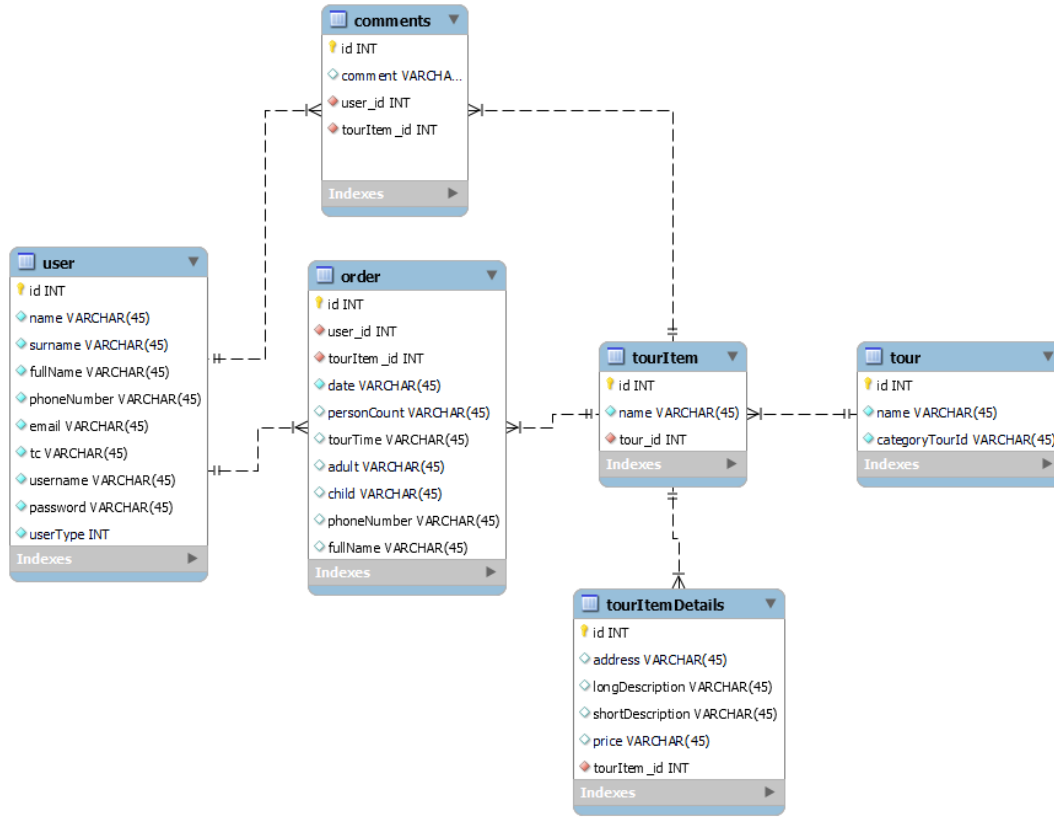 comments
id INT
comment VARCHA...
user_id INT
tourItem_id INT
Indexes
user
id INT
name VARCHAR(45)
surname VARCHAR(45)
fullName VARCHAR(45)
phoneNumber VARCHAR(45)
email VARCHAR(45)
tc VARCHAR(45)
username VARCHAR(45)
password VARCHAR(45)
userType INT
Indexes
order
id INT
user_id INT
tourItem_id INT
date VARCHAR(45)
personCount VARCHAR(45)
tourTime VARCHAR(45)
adult VARCHAR(45)
child VARCHAR(45)
phoneNumber VARCHAR(45)
fullName VARCHAR(45)
Indexes
tourItem
id INT
name VARCHAR(45)
tour_id INT
Indexes
tour
id INT
name VARCHAR(45)
categoryTourId VARCHAR(45)
Indexes
tourItemDetails
id INT
address VARCHAR(45)
longDescription VARCHAR(45)
shortDescription VARCHAR(45)
price VARCHAR(45)
tourItem_id INT
Indexes